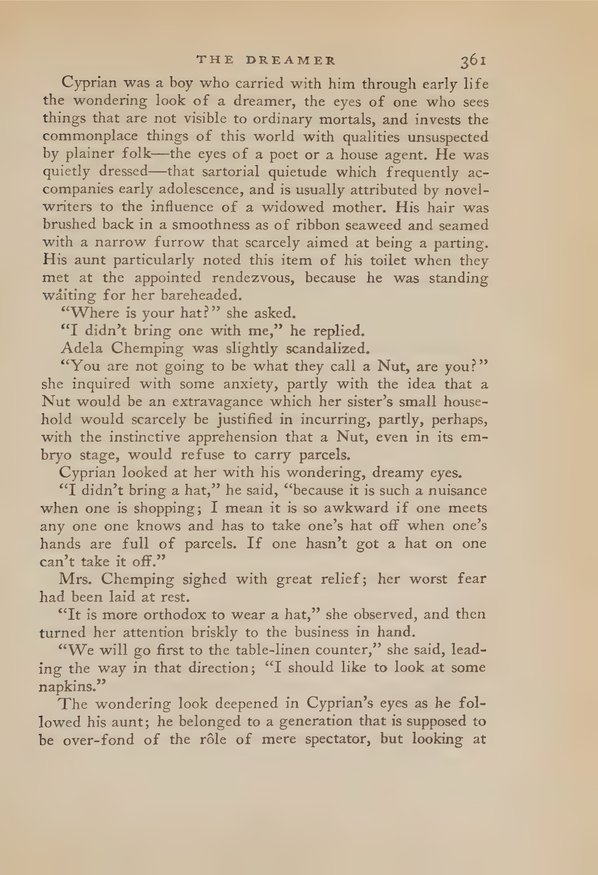 THE DREAMER 361
Cyprian was a boy who carried with him through early life
the wondering look of a dreamer, the eyes of one who sees
things that are not visible to ordinary mortals, and invests the
commonplace things of this world with qualities unsuspected
by plainer folk—the eyes of a poet or a house agent. He was
quietly dressed—that sartorial quietude which frequently ac-
companies early adolescence, and is usually attributed by novel-
writers to the influence of a widowed mother. His hair was
brushed back in a smoothness as of ribbon seaweed and seamed
with a narrow furrow that scarcely aimed at being a parting.
His aunt particularly noted this item of his toilet when they
met at the appointed rendezvous, because he was standing
waiting for her bareheaded.
“Where is your hat?” she asked.
“I didn’t bring one with me,” he replied.
Adela Chemping was slightly scandalized.
“You are not going to be what they call a Nut, are you?”
she inquired with some anxiety, partly with the idea that a
Nut would be an extravagance which her sister’s small house-
hold would scarcely be justified in incurring, partly, perhaps,
with the instinctive apprehension that a Nut, even in its em-
bryo stage, would refuse to carry parcels.
Cyprian looked at her with his wondering, dreamy eyes.
“I didn’t bring a hat,” he said, “because it is such a nuisance
when one is shopping; I mean it is so awkward if one meets
any one one knows and has to take one’s hat off when one’s
hands are full of parcels. If one hasn’t got a hat on one
can’t take it off.”
Mrs. Chemping sighed with great relief; her worst fear
had been laid at rest.
“It is more orthodox to wear a hat,” she observed, and then
turned her attention briskly to the business in hand.
“We will go first to the table-linen counter,” she said, lead-
ing the way in that direction; “I should like to look at some
napkins.”
The wondering look deepened in Cyprian’s eyes as he fol-
lowed his aunt; he belonged to a generation that is supposed to
be over-fond of the rôle of mere spectator, but looking at